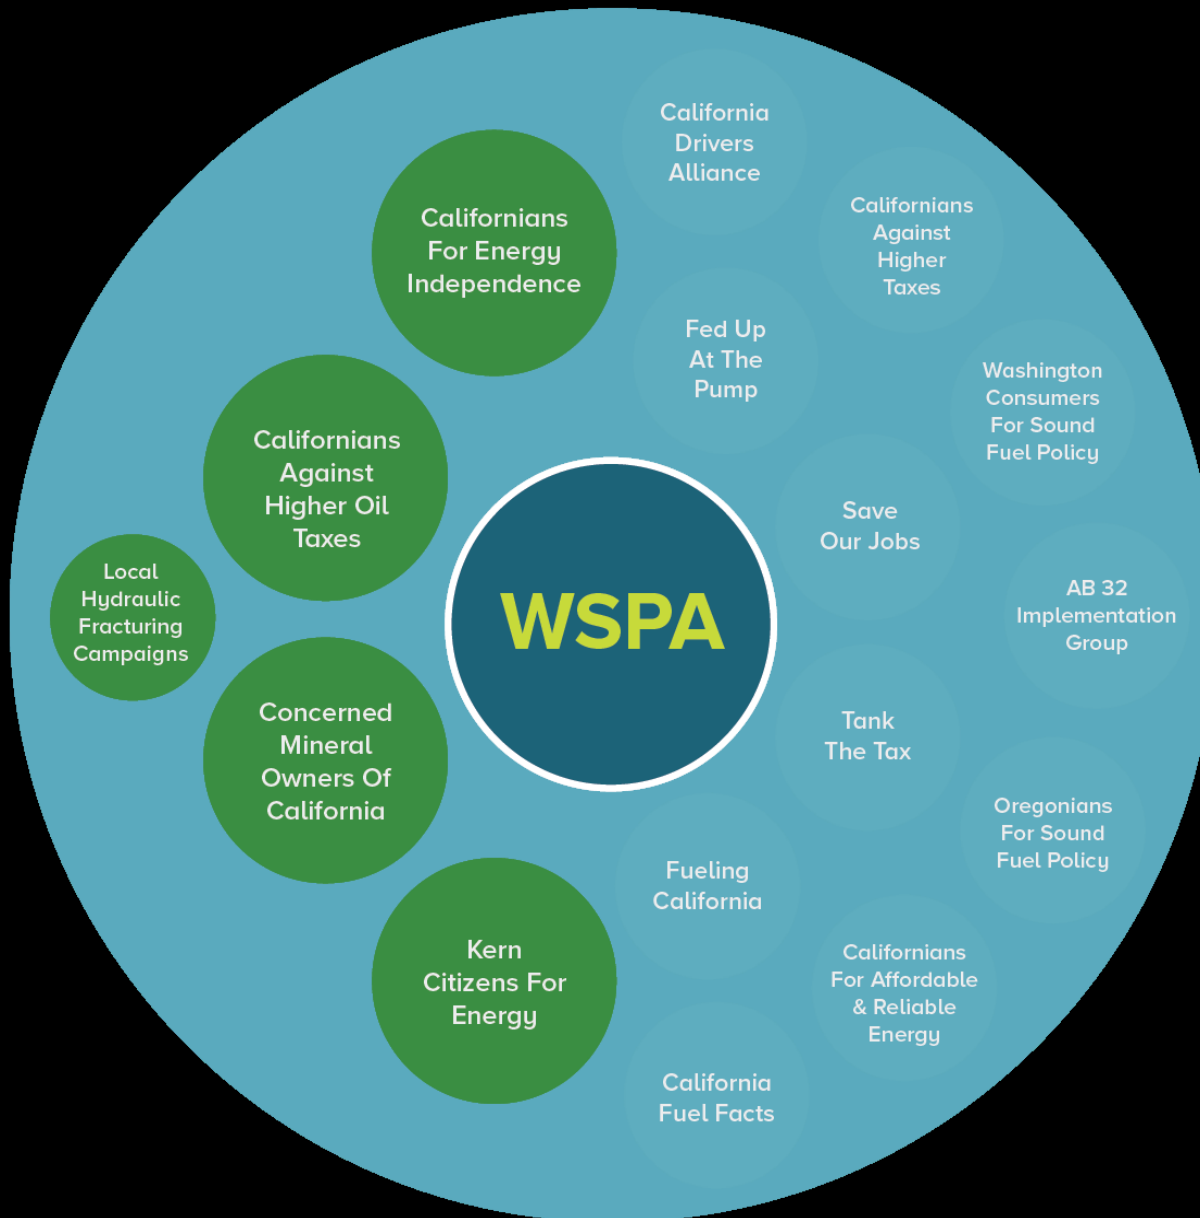 California
Drivers
Alliance
Californians
For Energy
Independence
Californians
Against
Higher
Taxes
Fed Up
At The
Pump
Washington
Consumers
For Sound
Fuel Policy
Californians
Against
Higher Oil
Taxes
Save
Our Jobs
Local
Hydraulic
Fracturing
Campaigns
WSPA
AB 32
Implementation
Group
Concerned
Mineral
Owners Of
California
Tank
The Tax
Oregonians
For Sound
Fuel Policy
Fueling
California
Kern
Citizens For
Energy
Californians
For Affordable
& Reliable
Energy
California
Fuel Facts